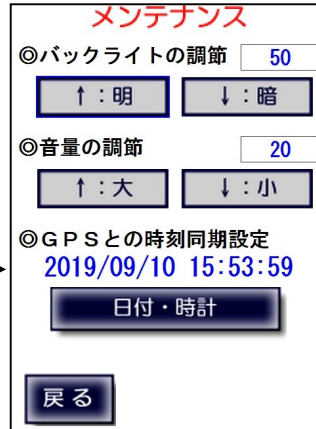 メンテナンス
◎バックライトの調節 50
↑：明 ↓：暗
◎音量の調節 20
↑：大 ↓：小
◎ＧＰＳとの時刻同期設定
2019/09/10 15:53:59
日付・時計
戻る